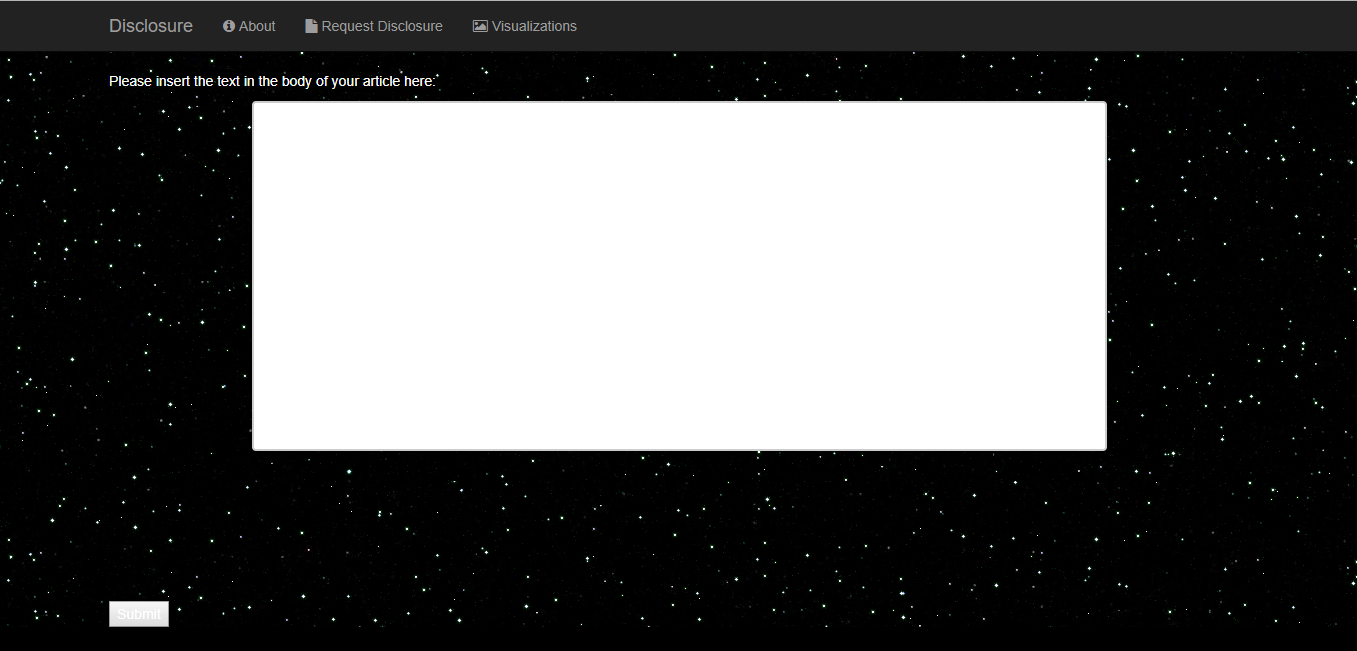 Disclosure About Request Disclosure Visualizations
Please insert the text in the body of your article here:
Submit